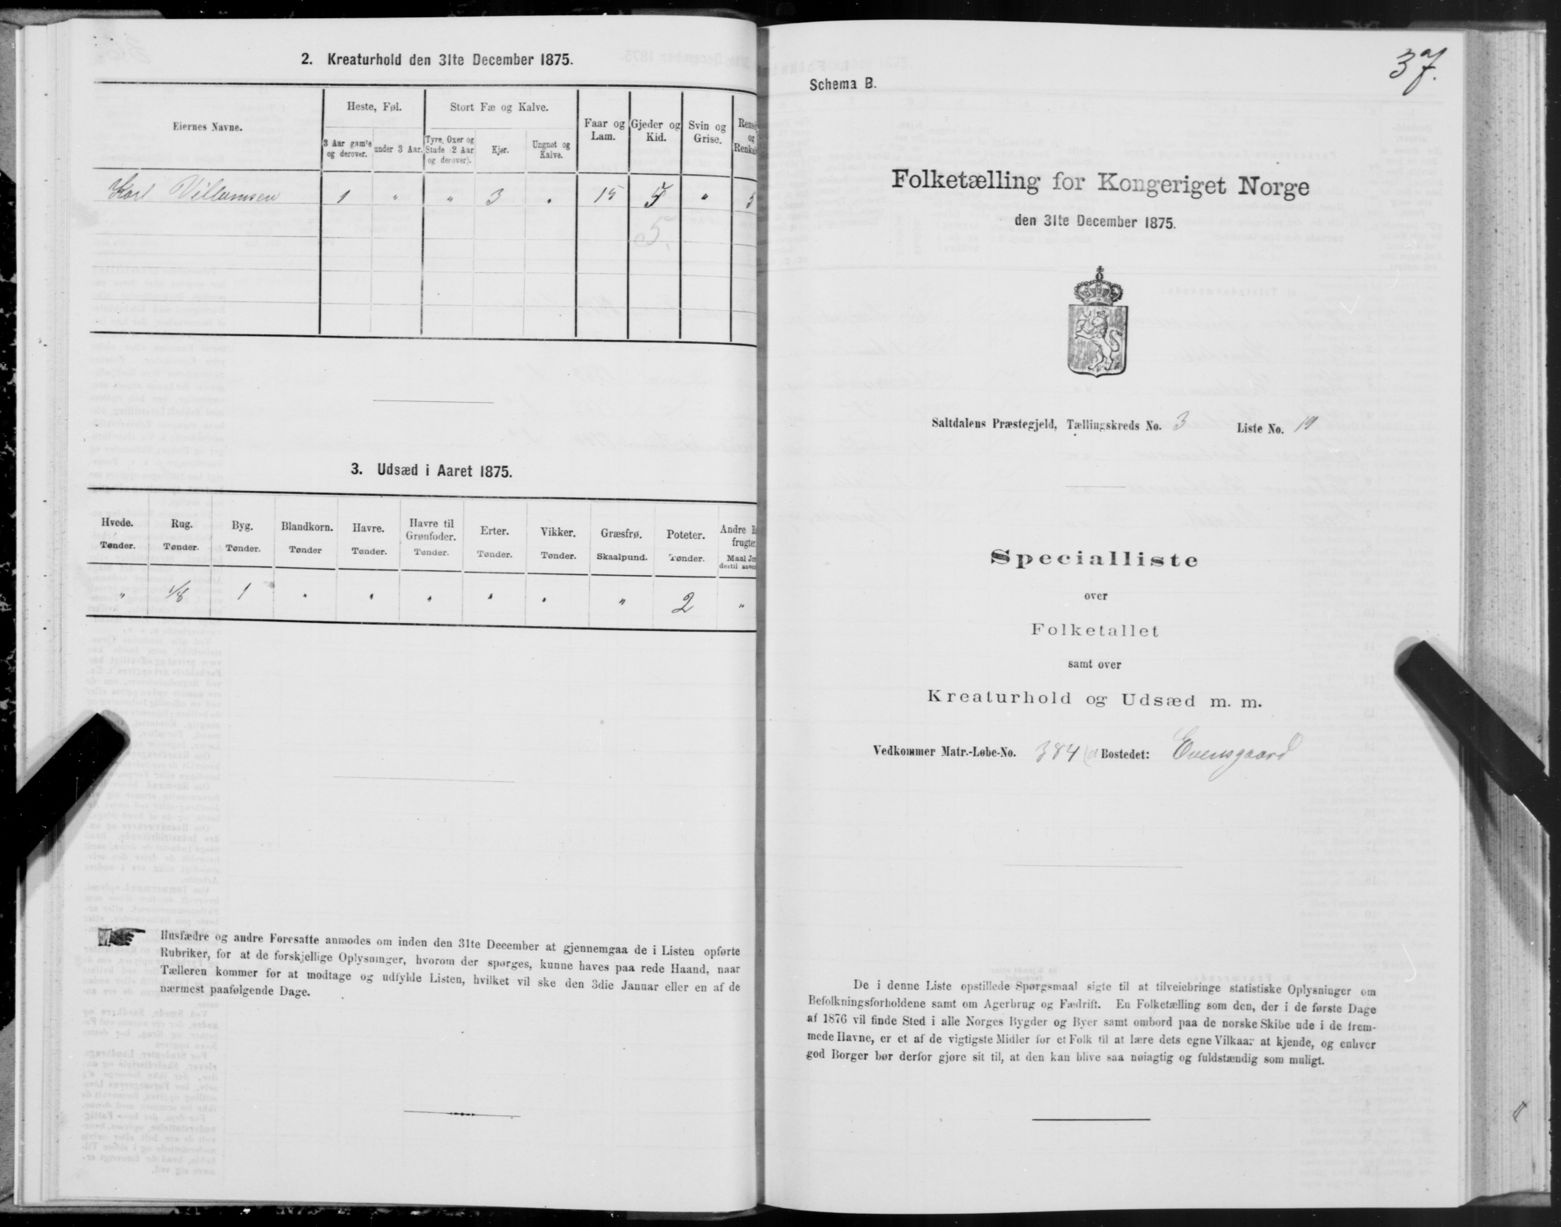 2. Kreaturhold den 31te December 1875.
Eiernes Navne.
Heste, Føl.
Stort Fæ og Kalve.
Faar og Lam.
Gjeder og Kid.
Svin og Grise.
3 Aar gamle og derover.
under 3 Aar.
Tyre, Oxer og Stude (2 Aar og derover).
Kjør.
Ungnøt og Kalve.
Karl Villumsen 1 " " 3 " 15 5 " 5
5.
3. Udsæd i Aaret 1875.
Hvede. Rug. Byg. Blandkorn. Havre. Havre til Grønfoder. Erter. Vikker. Græsfrø. Poteter. Andre
Tønder. Tønder. Tønder. Tønder Tønder. Tønder. Tønder. Tønder. Skaalpund. Tønder.
" 1/8 1 " " " " " " 2 "
Husfædre og andre Foresatte anmodes om inden den 31te December at gjennemgaa de i Listen opførte
Rubriker, for at de forskjellige Oplysninger, hvorom der spørges, kunne haves paa rede Haand, naar
Tælleren kommer for at modtage og udfylde Listen, hvilket vil ske den 3die Januar eller en af de
nærmest paafølgende Dage.
37.
Schema B.
Folketælling for Kongeriget Norge
den 31te December 1875.
Saltdalens Præstegjeld, Tællingskreds No. 3 Liste No.
Specialliste
over
Folketallet
samt over
Kreaturhold og Udsæd m. m.
Vedkommer Matr.-Løbe-No. 384 Bostedet: Evensgaard
De i denne Liste opstillede Spørgsmaal sigte til at tilveiebringe statistiske Oplysninger om
Befolkningsforholdene samt om Agerbrug og Fædrift. En Folketælling som den, der i de første Dage
af 1876 vil finde Sted i alle Norges Bygder og Byer samt ombord paa de norske Skibe ude i de frem-
mede Havne, er et af de vigtigste Midler for et Folk til at lære dets egne Vilkaar at kjende, og enhver
god Borger bør derfor gjøre sit til, at den kan blive saa nøiagtig og fuldstændig som muligt.